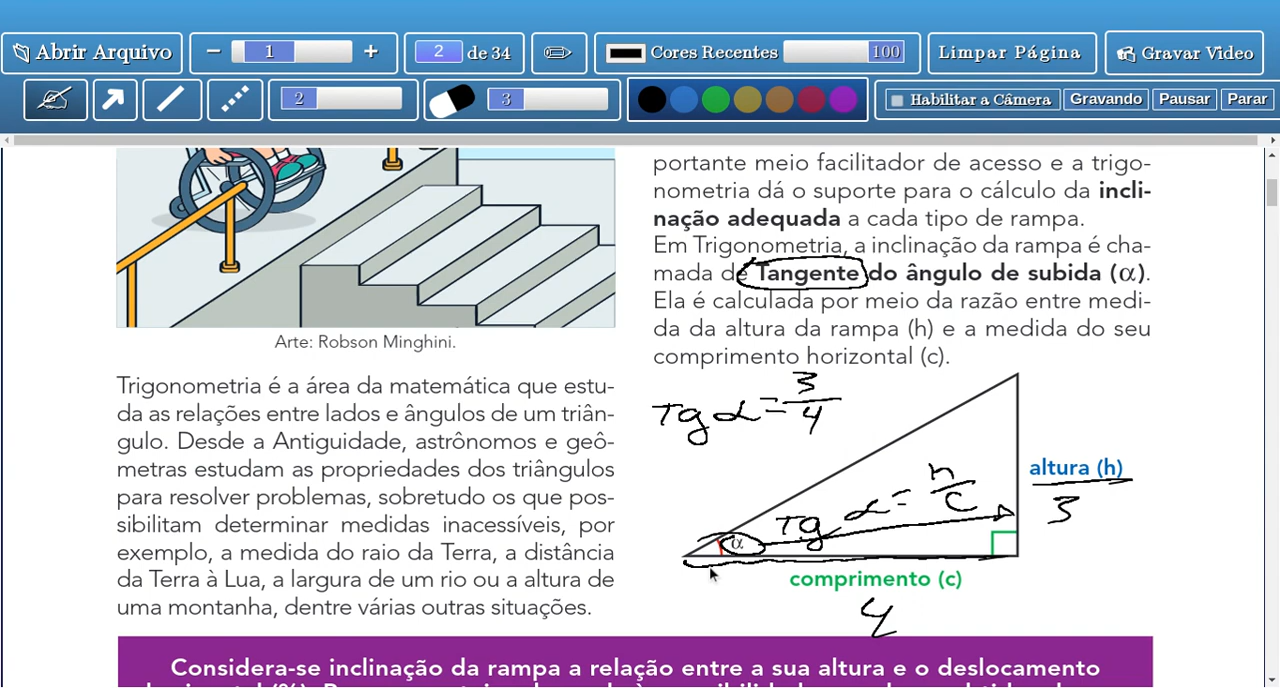 Abrir Arquivo
− 1 +
2 de 34
Cores Recentes 100
Limpar Página
Gravar Video
2
3
Habilitar a Câmera
Gravando
Pausar
Parar
portante meio facilitador de acesso e a trigo-
nometria dá o suporte para o cálculo da incli-
nação adequada a cada tipo de rampa.
Em Trigonometria, a inclinação da rampa é cha-
mada de Tangente do ângulo de subida (α).
Ela é calculada por meio da razão entre medi-
da da altura da rampa (h) e a medida do seu
comprimento horizontal (c).
Arte: Robson Minghini.
Trigonometria é a área da matemática que estu-
da as relações entre lados e ângulos de um triân-
gulo. Desde a Antiguidade, astrônomos e geô-
metras estudam as propriedades dos triângulos
para resolver problemas, sobretudo os que pos-
sibilitam determinar medidas inacessíveis, por
exemplo, a medida do raio da Terra, a distância
da Terra à Lua, a largura de um rio ou a altura de
uma montanha, dentre várias outras situações.
Tg α = 3/4
altura (h)
3
Tg α = h/c
α
comprimento (c)
4
Considera-se inclinação da rampa a relação entre a sua altura e o deslocamento